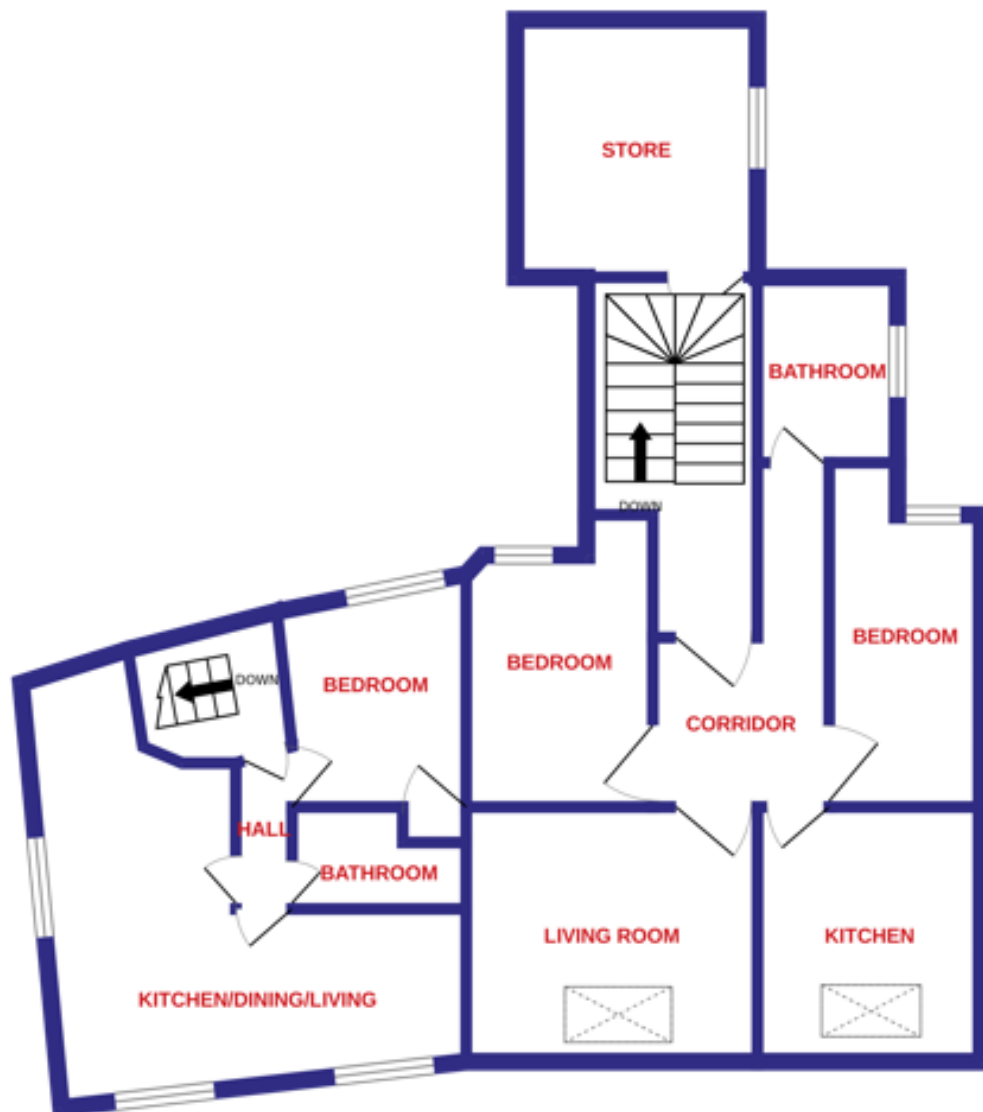 STORE
BATHROOM
DOWN
BEDROOM
BEDROOM
DOWN
BEDROOM
CORRIDOR
HALL
BATHROOM
LIVING ROOM
KITCHEN
KITCHEN/DINING/LIVING